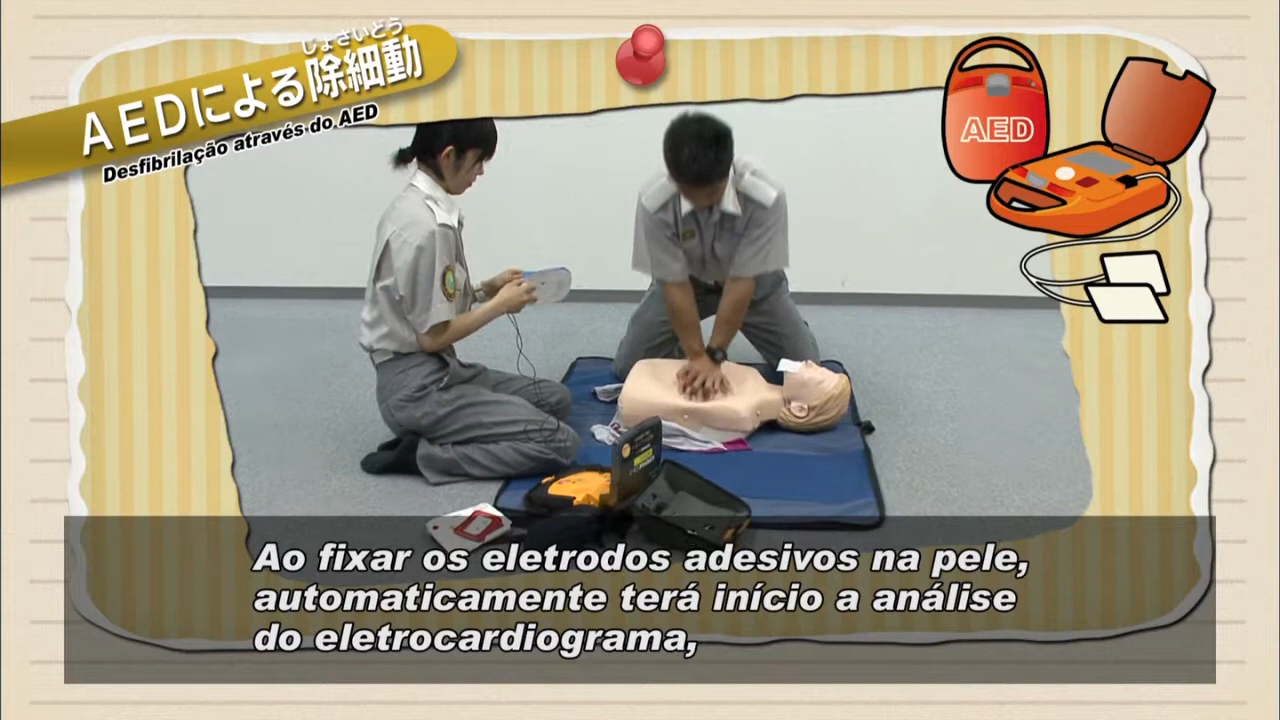 じょさいどう
ＡＥＤによる除細動
Desfibrilação através do AED
AED
Ao fixar os eletrodos adesivos na pele,
automaticamente terá início a análise
do eletrocardiograma,